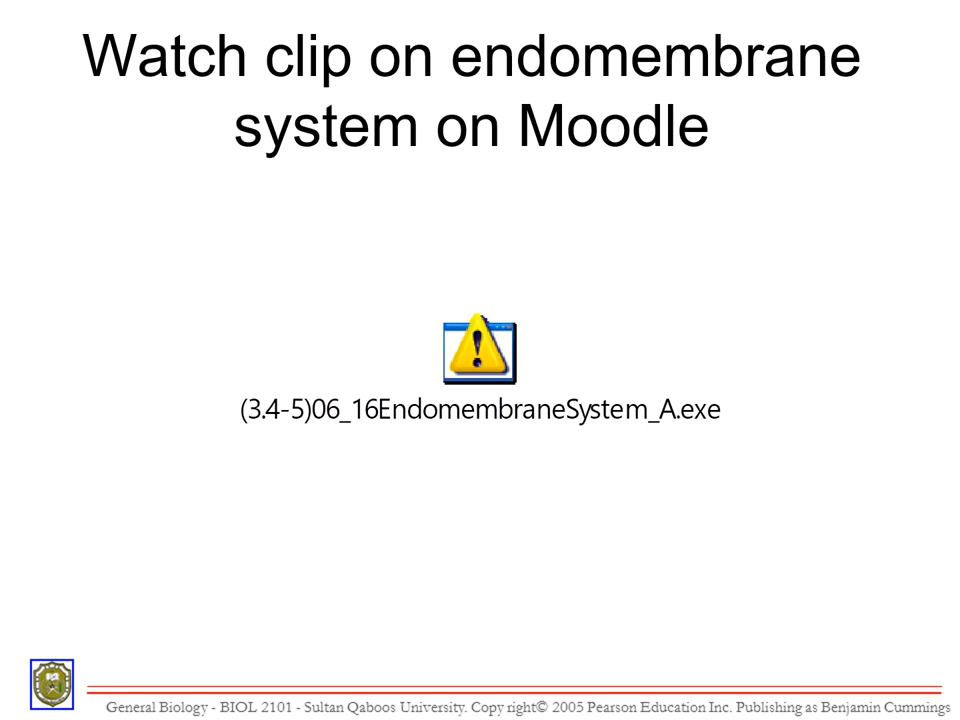 Watch clip on endomembrane
system on Moodle
(3.4-5)06_16EndomembraneSystem_A.exe
General Biology - BIOL 2101 - Sultan Qaboos University. Copy right© 2005 Pearson Education Inc. Publishing as Benjamin Cummings